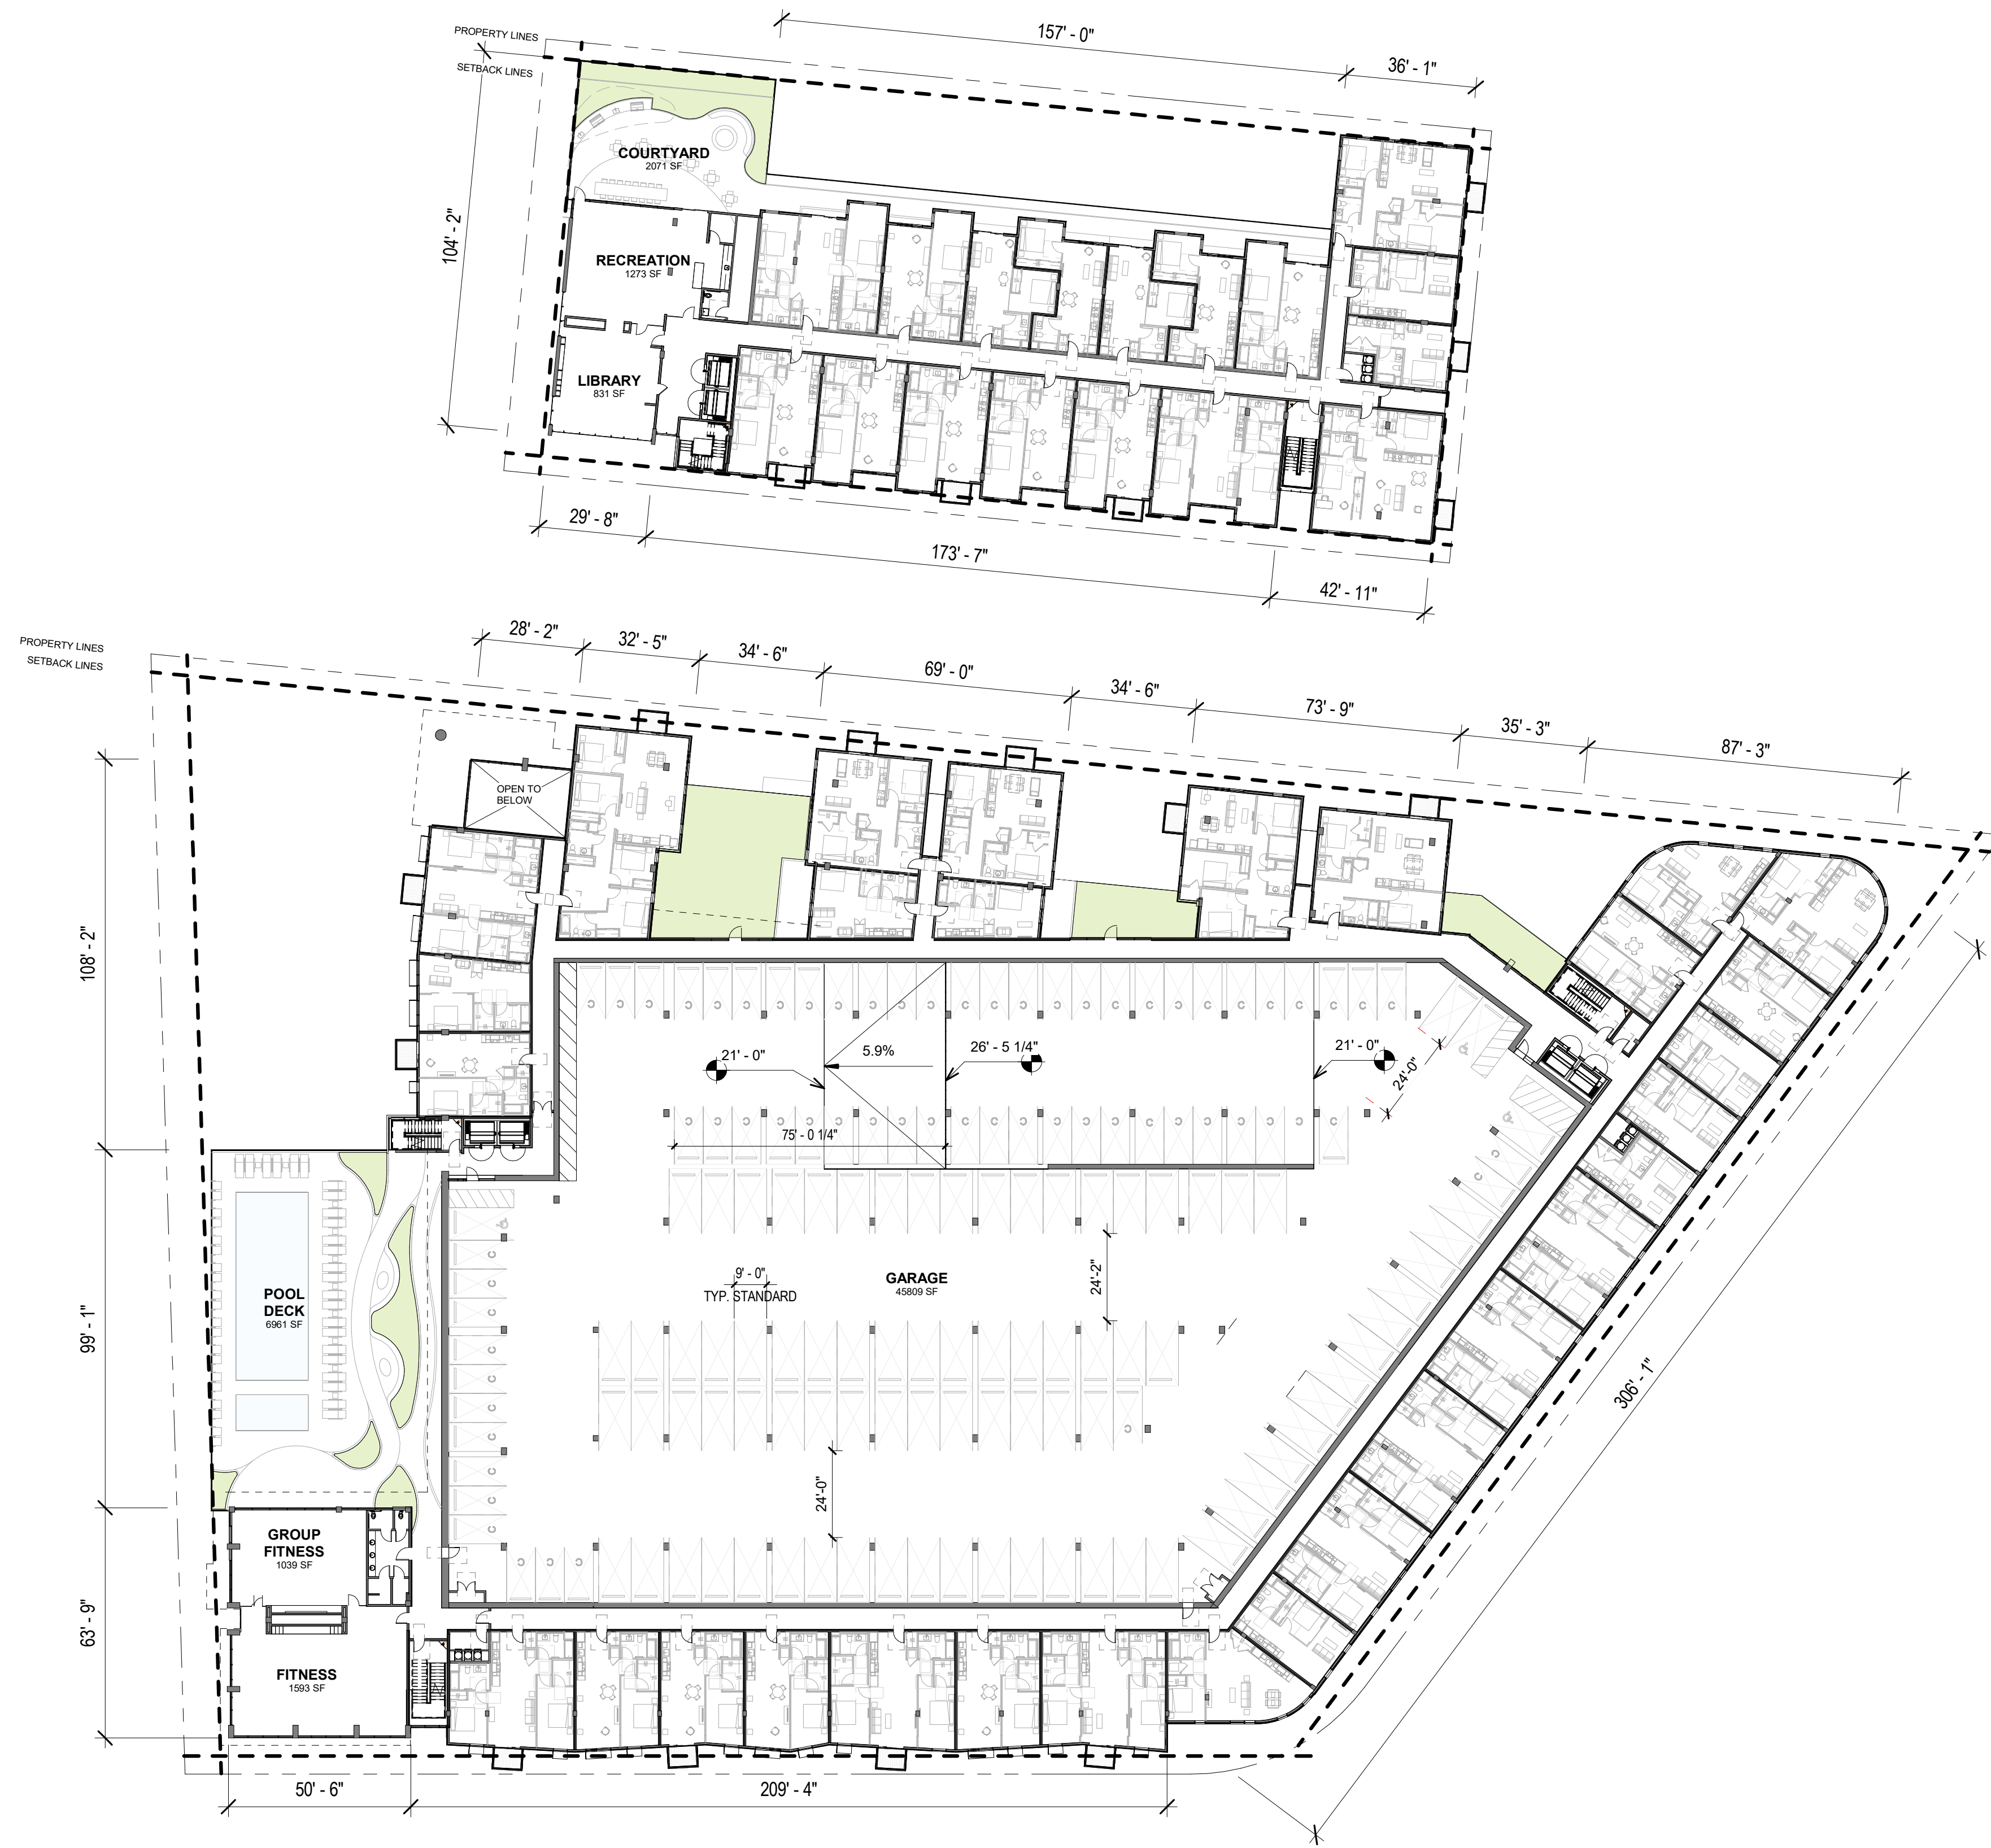 157' - 0"
PROPERTY LINES
36' - 1"
SETBACK LINES
COURTYARD
2071 SF
104' - 2"
RECREATION
1273 SF
LIBRARY
831 SF
29' - 8"
173' - 7"
42' - 11"
28' - 2"
32' - 5"
PROPERTY LINES
34' - 6"
SETBACK LINES
69' - 0"
34' - 6"
73' - 9"
35' - 3"
87' - 3"
OPEN TO
BELOW
108' - 2"
21' - 0"
5.9%
26' - 5 1/4"
21' - 0"
24'-0"
75' - 0 1/4"
POOL
DECK
6961 SF
9' - 0"
TYP. STANDARD
GARAGE
45809 SF
24'-2"
99' - 1"
306' - 1"
24'-0"
GROUP
FITNESS
1039 SF
63' - 9"
FITNESS
1593 SF
50' - 6"
209' - 4"